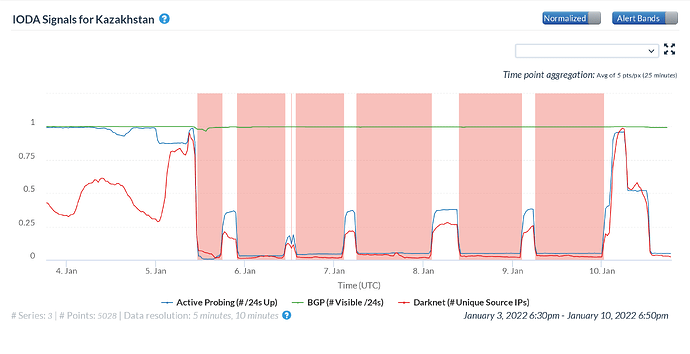 IODA Signals for Kazakhstan ?
Normalized
Alert Bands
Time point aggregation: Avg of 5 pts/px (25 minutes)
1
0.75
0.5
0.25
0
4. Jan 5. Jan 6. Jan 7. Jan 8. Jan 9. Jan 10. Jan
Time (UTC)
Active Probing (# /24s Up) BGP (# Visible /24s) Darknet (# Unique Source IPs)
# Series: 3 | # Points: 5028 | Data resolution: 5 minutes, 10 minutes ?
January 3, 2022 6:30pm - January 10, 2022 6:50pm